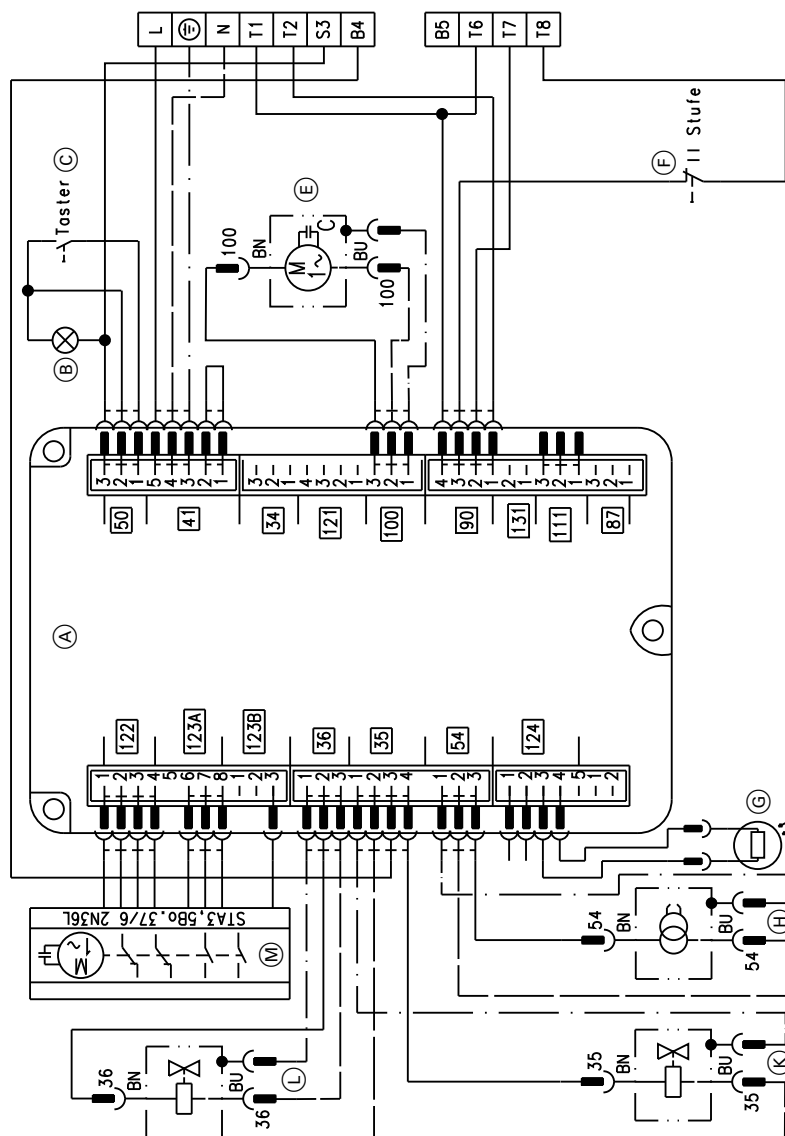 L
N
T1
T2
S3
B4
B5
T6
T7
T8
B
Taster C
E
F
II Stufe
100
BN
M
1~
C
BU
100
A
3
2
1
5
4
3
2
1
3
2
1
4
3
2
1
3
2
1
4
3
2
1
2
1
3
2
1
3
2
1
50
41
34
121
100
90
131
111
87
122
123A
123B
36
35
54
124
1
2
3
4
5
6
7
8
1
2
3
1
2
3
1
2
3
4
1
2
3
1
2
3
4
5
1
2
STA3,5Bo.37/6 2N36L
M
1~
M
G
54
BN
BU
54
H
36
BN
BU
36
L
35
BN
BU
35
K